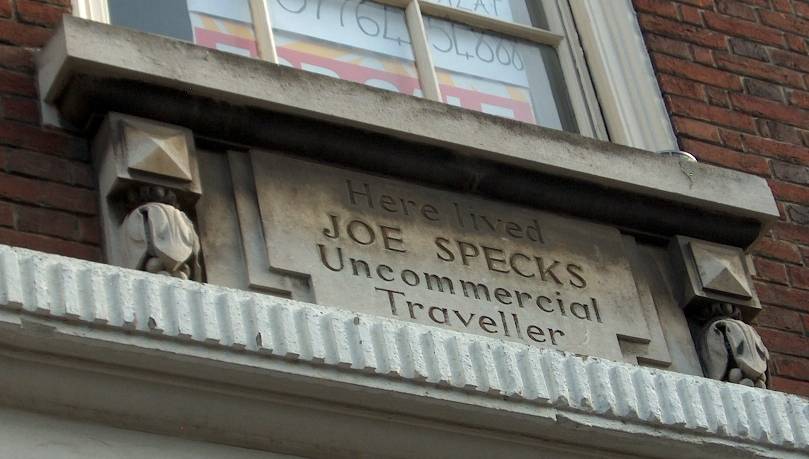 Here lived
JOE SPECKS
Uncommercial
Traveller